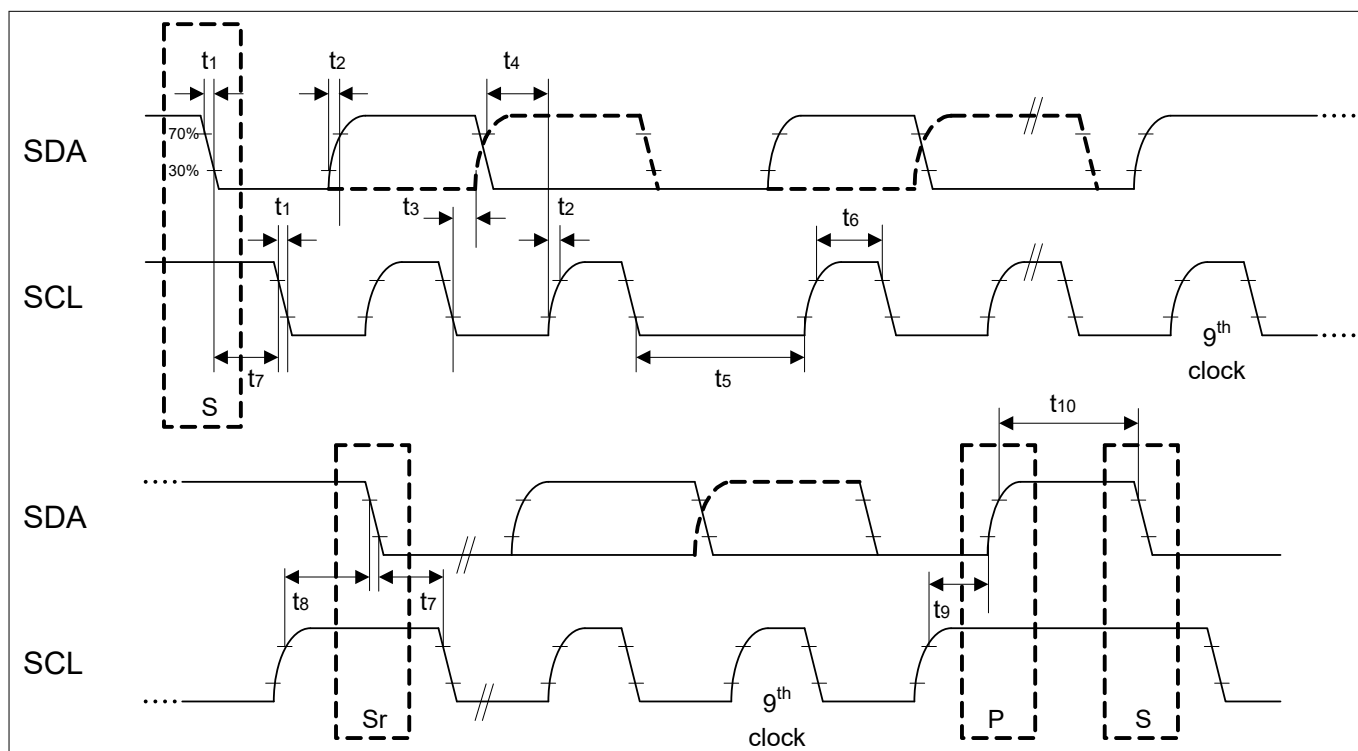 t1 t2 t4
SDA
70%
30%
t1 t3 t2 t6
SCL
t7 t5
9th
clock
S
t10
SDA
t8 t7 t9
SCL
Sr
9th
clock
P
S